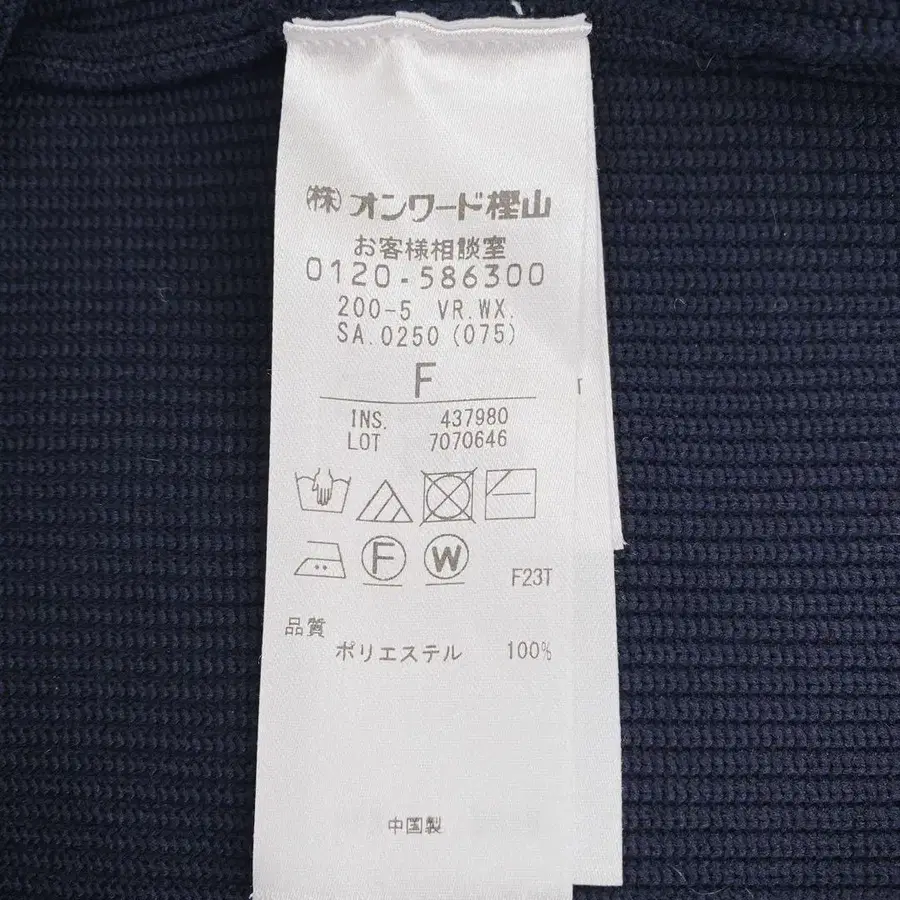 (株)オンワード樫山
お客様相談室
0120-586300
200-5 VR.WX.
SA.0250(075)
F
INS. 437980
LOT 7070646
F W
F23T
品質
ポリエステル 100%
中国製